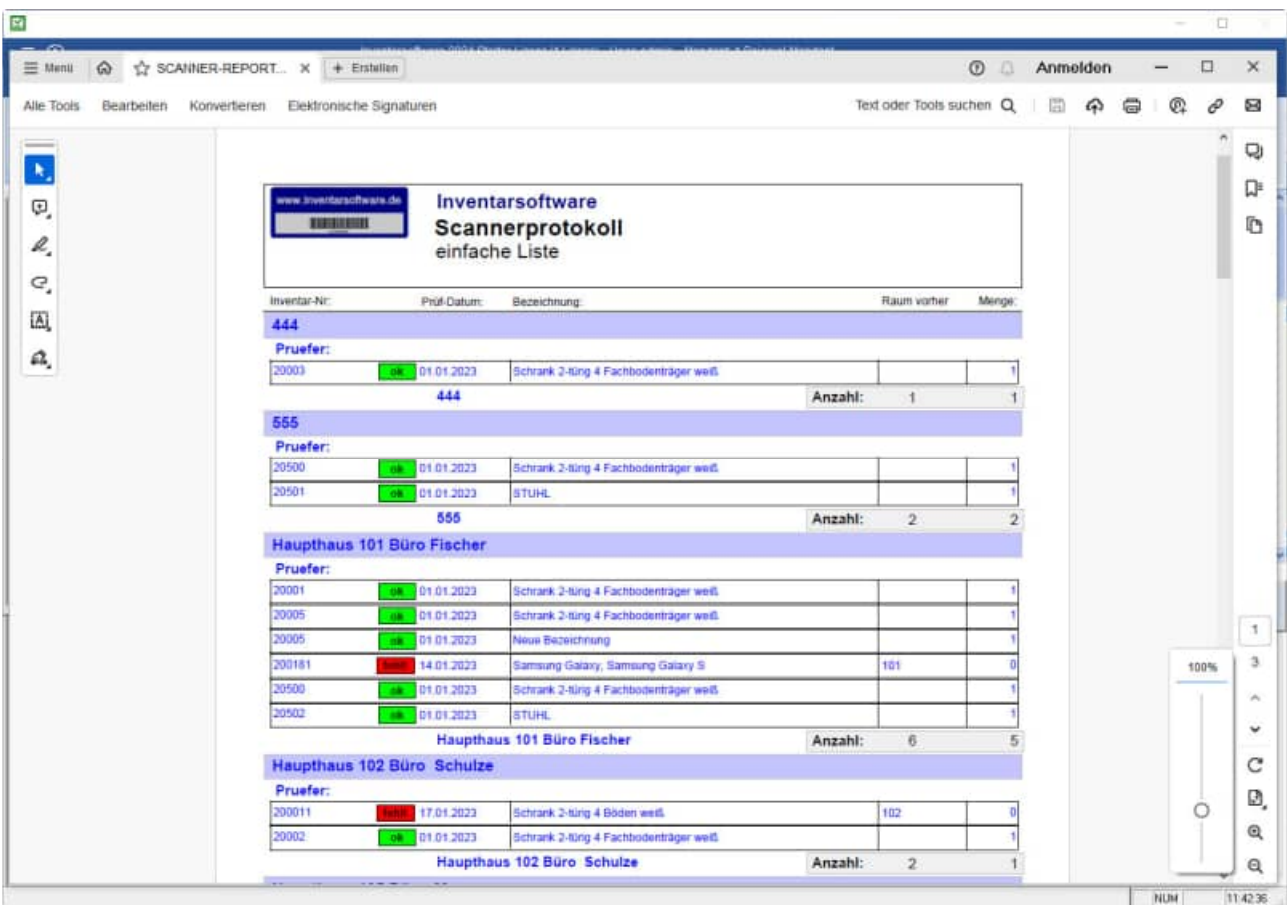 Menü SCANNER-REPORT... × + Erstellen Anmelden
Alle Tools Bearbeiten Konvertieren Elektronische Signaturen Text oder Tools suchen
www.inventarsoftware.de
Inventarsoftware
Scannerprotokoll
einfache Liste
Inventar-Nr: Prüf-Datum: Bezeichnung: Raum vorher Menge:
444
Pruefer:
20003 ok 01.01.2023 Schrank 2-türig 4 Fachbodenträger weiß 1
444 Anzahl: 1 1
555
Pruefer:
20500 ok 01.01.2023 Schrank 2-türig 4 Fachbodenträger weiß 1
20501 ok 01.01.2023 STUHL 1
555 Anzahl: 2 2
Haupthaus 101 Büro Fischer
Pruefer:
20001 ok 01.01.2023 Schrank 2-türig 4 Fachbodenträger weiß 1
20005 ok 01.01.2023 Schrank 2-türig 4 Fachbodenträger weiß 1
20005 ok 01.01.2023 Neue Bezeichnung 1
200181 fehlt 14.01.2023 Samsung Galaxy, Samsung Galaxy S 101 0
20500 ok 01.01.2023 Schrank 2-türig 4 Fachbodenträger weiß 1
20502 ok 01.01.2023 STUHL 1
Haupthaus 101 Büro Fischer Anzahl: 6 5
Haupthaus 102 Büro Schulze
Pruefer:
200011 fehlt 17.01.2023 Schrank 2-türig 4 Böden weiß 102 0
20002 ok 01.01.2023 Schrank 2-türig 4 Fachbodenträger weiß 1
Haupthaus 102 Büro Schulze Anzahl: 2 1
1
3
100%
NUM 11:42:36